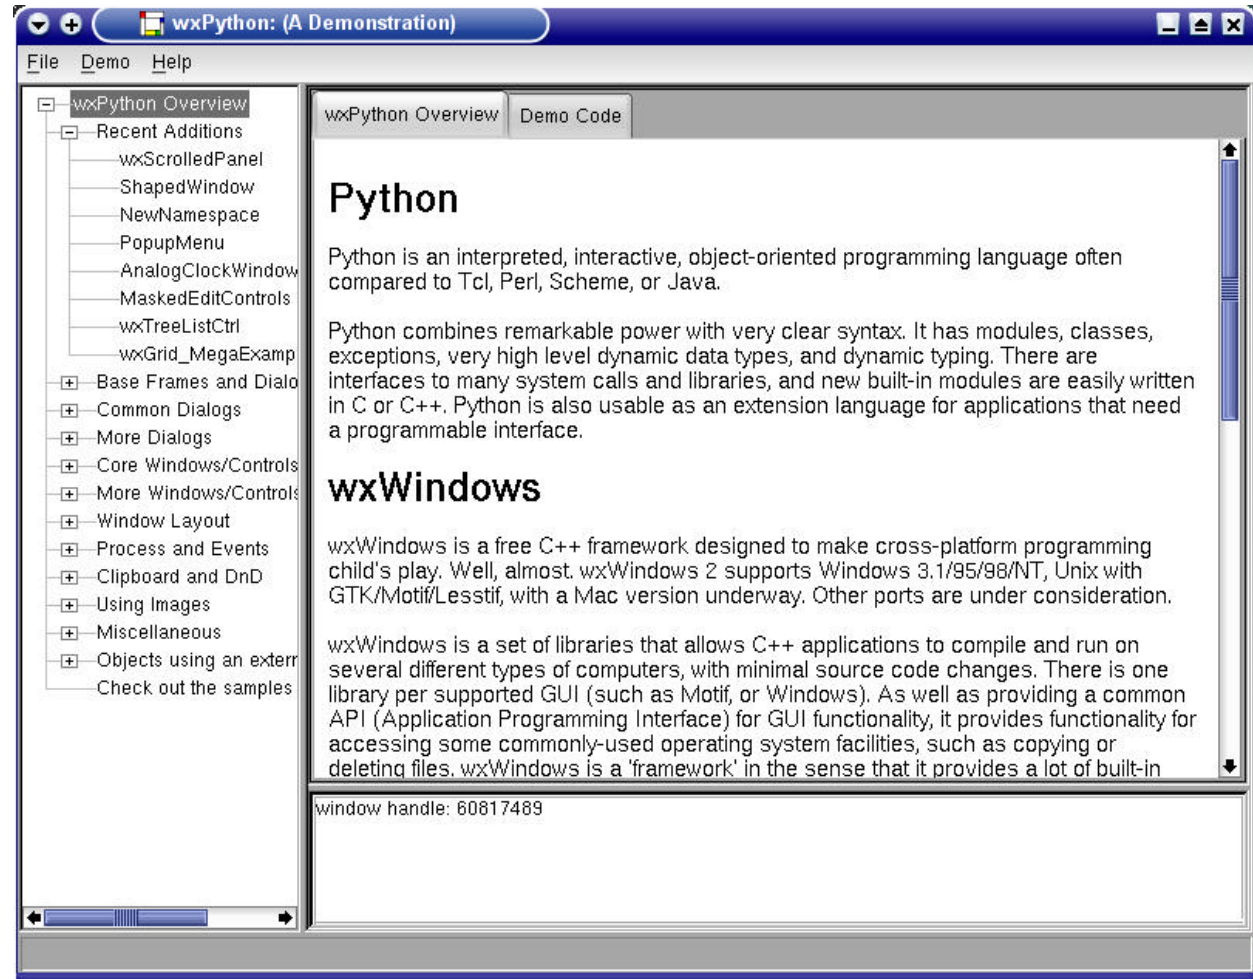 wxPython: (A Demonstration)
File Demo Help
wxPython Overview
Recent Additions
wxScrolledPanel
ShapedWindow
NewNamespace
PopupMenu
AnalogClockWindow
MaskedEditControls
wxTreeListCtrl
wxGrid_MegaExamp
Base Frames and Dialo
Common Dialogs
More Dialogs
Core Windows/Controls
More Windows/Controls
Window Layout
Process and Events
Clipboard and DnD
Using Images
Miscellaneous
Objects using an extern
Check out the samples
wxPython Overview Demo Code
Python
Python is an interpreted, interactive, object-oriented programming language often
compared to Tcl, Perl, Scheme, or Java.
Python combines remarkable power with very clear syntax. It has modules, classes,
exceptions, very high level dynamic data types, and dynamic typing. There are
interfaces to many system calls and libraries, and new built-in modules are easily written
in C or C++. Python is also usable as an extension language for applications that need
a programmable interface.
wxWindows
wxWindows is a free C++ framework designed to make cross-platform programming
child's play. Well, almost. wxWindows 2 supports Windows 3.1/95/98/NT, Unix with
GTK/Motif/Lesstif, with a Mac version underway. Other ports are under consideration.
wxWindows is a set of libraries that allows C++ applications to compile and run on
several different types of computers, with minimal source code changes. There is one
library per supported GUI (such as Motif, or Windows). As well as providing a common
API (Application Programming Interface) for GUI functionality, it provides functionality for
accessing some commonly-used operating system facilities, such as copying or
deleting files. wxWindows is a 'framework' in the sense that it provides a lot of built-in
window handle: 60817489